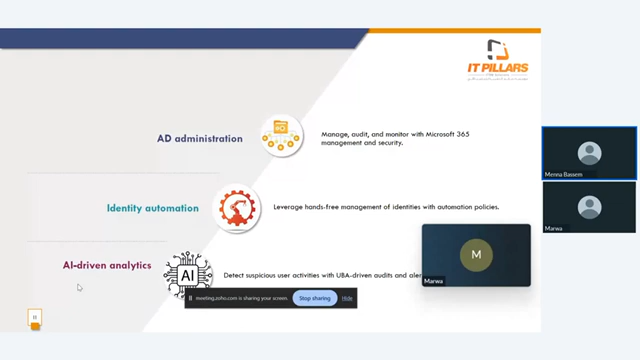 IT PILLARS
AD administration
Manage, audit, and monitor with Microsoft 365
management and security.
Identity automation
Leverage hands-free management of identities with automation policies.
AI-driven analytics
AI
Detect suspicious user activities with UBA-driven audits and
meeting.zoho.com is sharing your screen.
Stop sharing
Hide
M
Marwa
Menna Bassem
Marwa